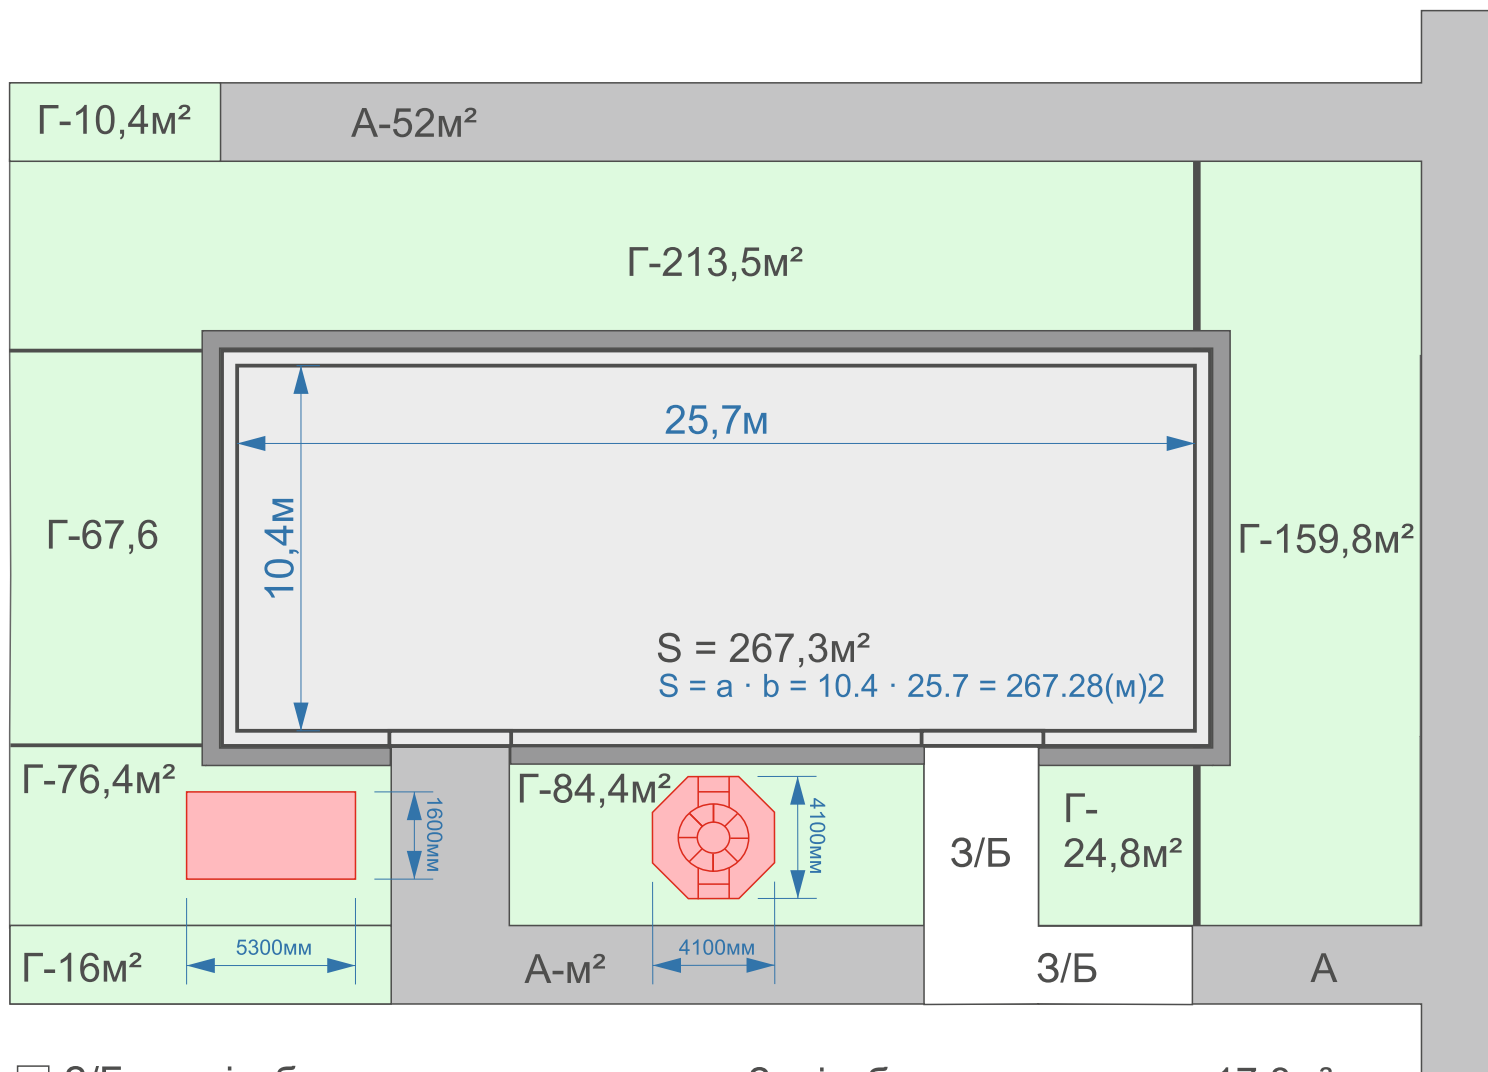 Г-10,4м²
А-52м²
Г-213,5м²
25,7м
10,4м
Г-67,6
Г-159,8м²
S = 267,3м²
S = a · b = 10.4 · 25.7 = 267.28(м)2
Г-76,4м²
1600мм
Г-84,4м²
4100мм
Г-
24,8м²
З/Б
5300мм
4100мм
Г-16м²
А-м²
З/Б
А